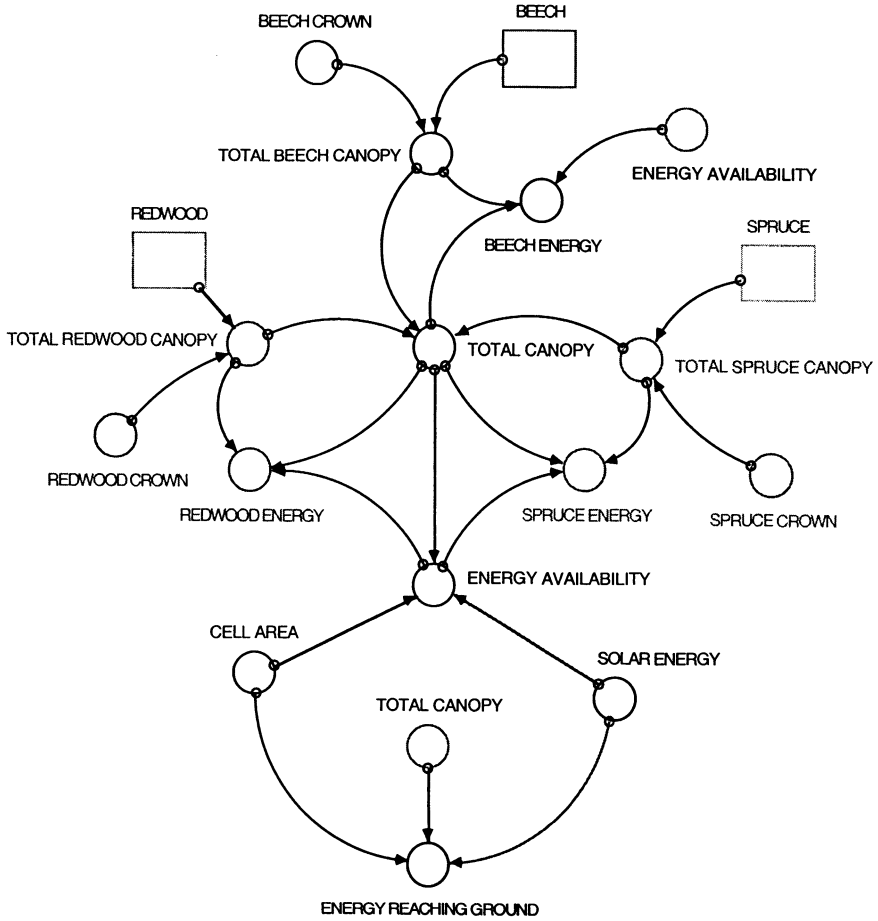 BEECH CROWN
BEECH
TOTAL BEECH CANOPY
ENERGY AVAILABILITY
REDWOOD
BEECH ENERGY
SPRUCE
TOTAL REDWOOD CANOPY
TOTAL CANOPY
TOTAL SPRUCE CANOPY
REDWOOD CROWN
REDWOOD ENERGY
SPRUCE ENERGY
SPRUCE CROWN
ENERGY AVAILABILITY
CELL AREA
SOLAR ENERGY
TOTAL CANOPY
ENERGY REACHING GROUND